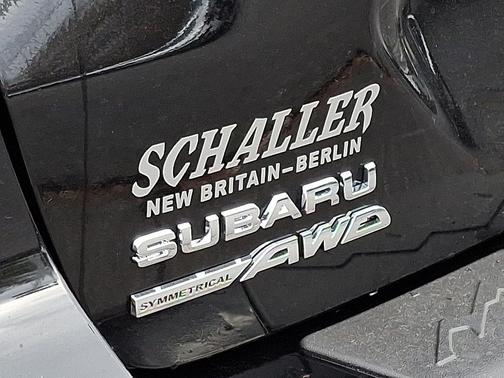 SCHALLER
NEW BRITAIN–BERLIN
SUBARU
SYMMETRICAL AWD